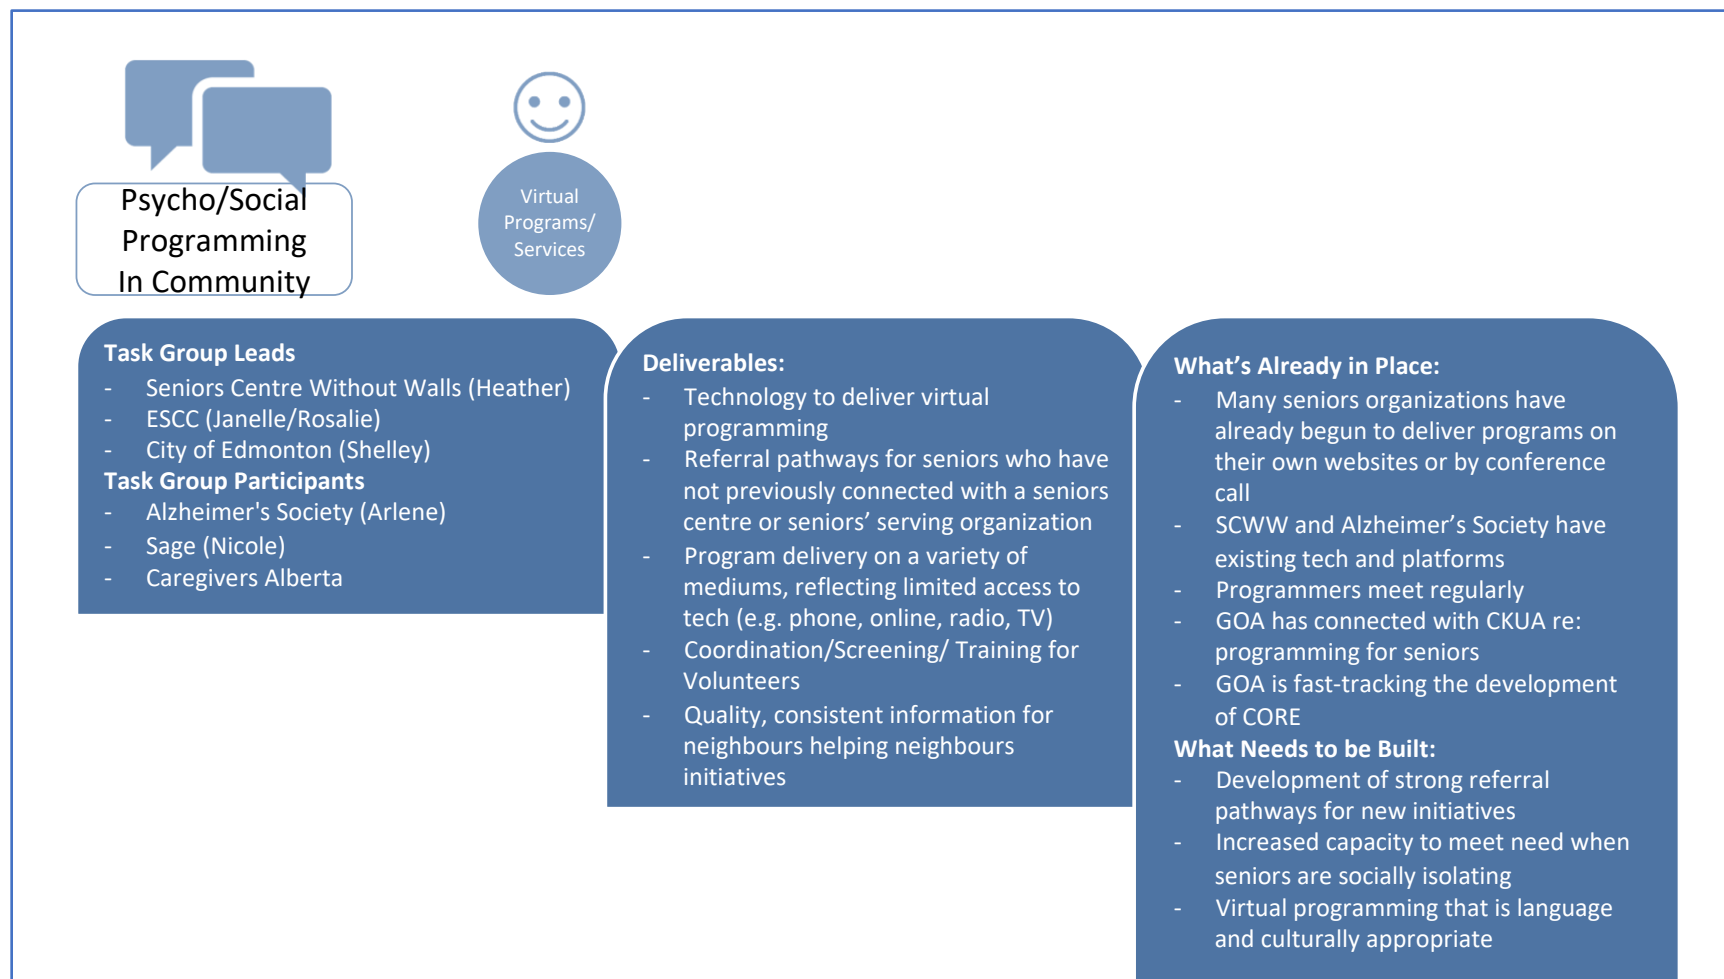 Psycho/Social
Programming
In Community
Virtual
Programs/
Services
Task Group Leads
- Seniors Centre Without Walls (Heather)
- ESCC (Janelle/Rosalie)
- City of Edmonton (Shelley)
Task Group Participants
- Alzheimer's Society (Arlene)
- Sage (Nicole)
- Caregivers Alberta
Deliverables:
- Technology to deliver virtual
programming
- Referral pathways for seniors who have
not previously connected with a seniors
centre or seniors’ serving organization
- Program delivery on a variety of
mediums, reflecting limited access to
tech (e.g. phone, online, radio, TV)
- Coordination/Screening/ Training for
Volunteers
- Quality, consistent information for
neighbours helping neighbours
initiatives
What’s Already in Place:
- Many seniors organizations have
already begun to deliver programs on
their own websites or by conference
call
- SCWW and Alzheimer’s Society have
existing tech and platforms
- Programmers meet regularly
- GOA has connected with CKUA re:
programming for seniors
- GOA is fast-tracking the development
of CORE
What Needs to be Built:
- Development of strong referral
pathways for new initiatives
- Increased capacity to meet need when
seniors are socially isolating
- Virtual programming that is language
and culturally appropriate